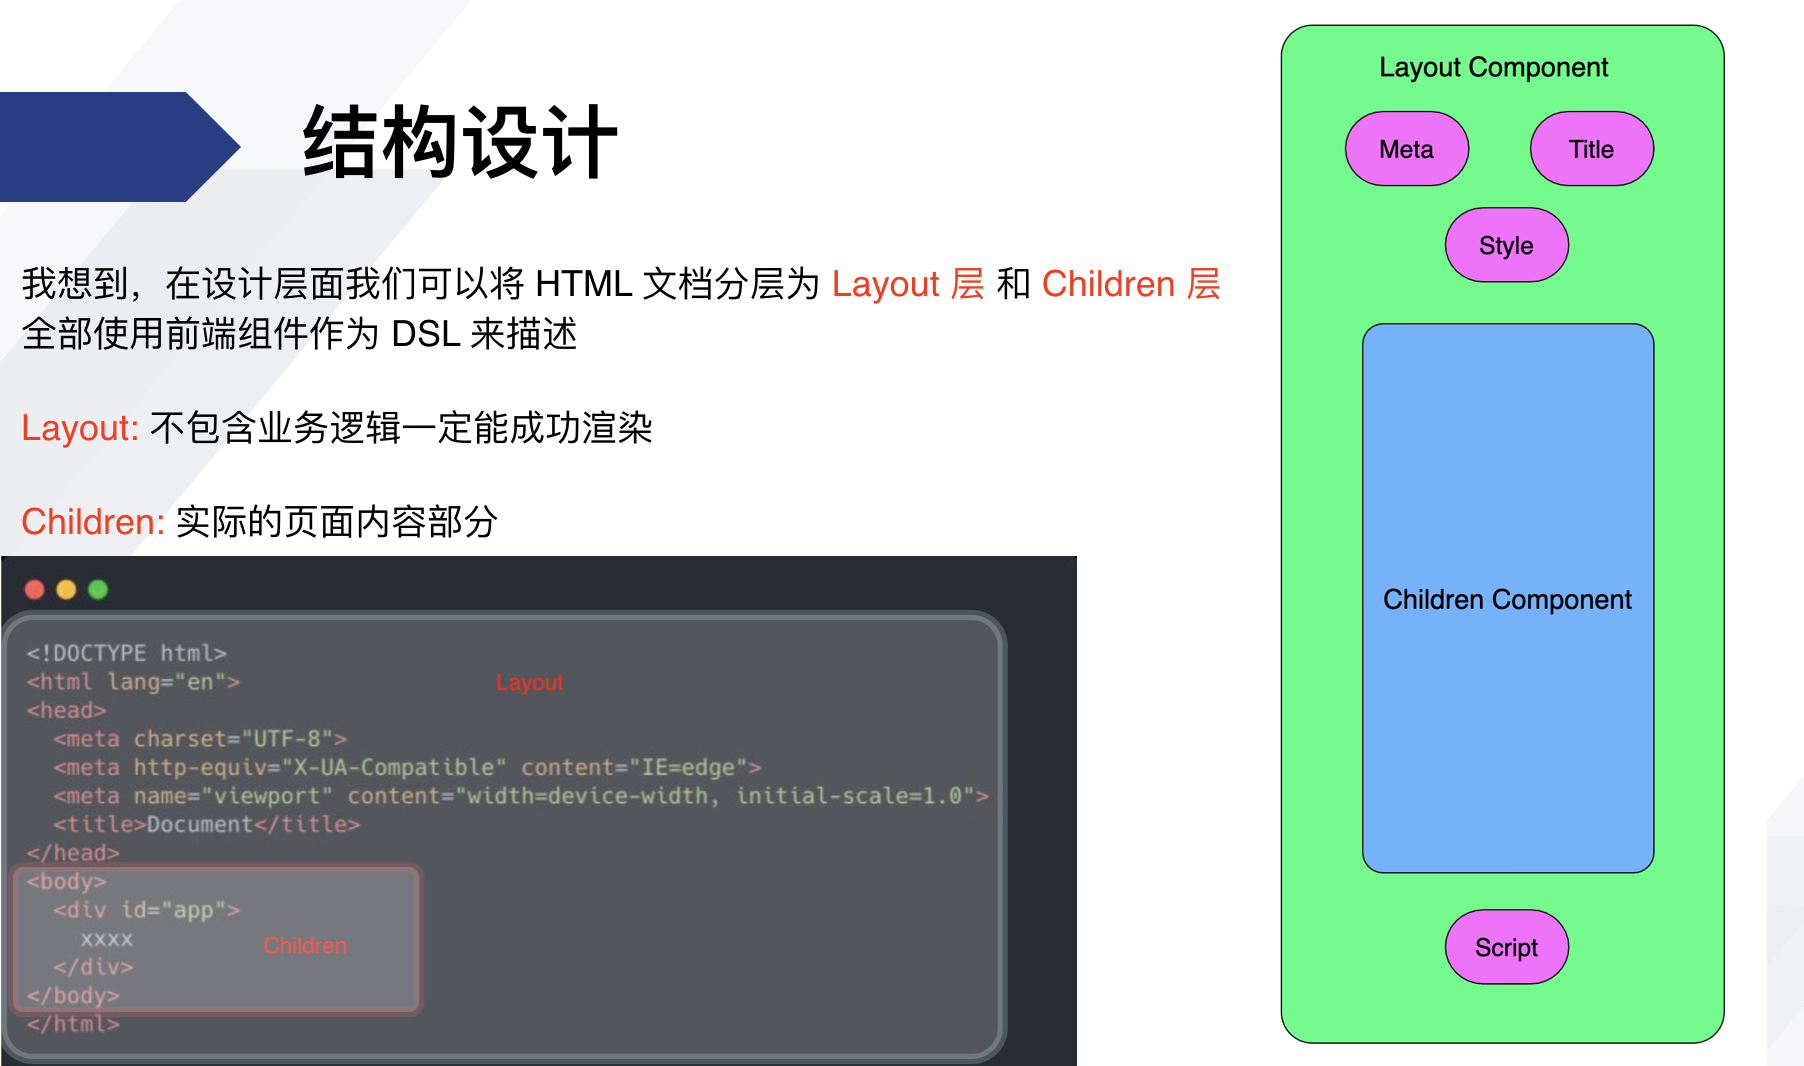 结构设计
我想到，在设计层面我们可以将 HTML 文档分层为 Layout 层 和 Children 层
全部使用前端组件作为 DSL 来描述
Layout: 不包含业务逻辑一定能成功渲染
Children: 实际的页面内容部分
<!DOCTYPE html>
<html lang="en">
Layout
<head>
<meta charset="UTF-8">
<meta http-equiv="X-UA-Compatible" content="IE=edge">
<meta name="viewport" content="width=device-width, initial-scale=1.0">
<title>Document</title>
</head>
<body>
<div id="app">
xxxx
Children
</div>
</body>
</html>
Layout Component
Meta
Title
Style
Children Component
Script